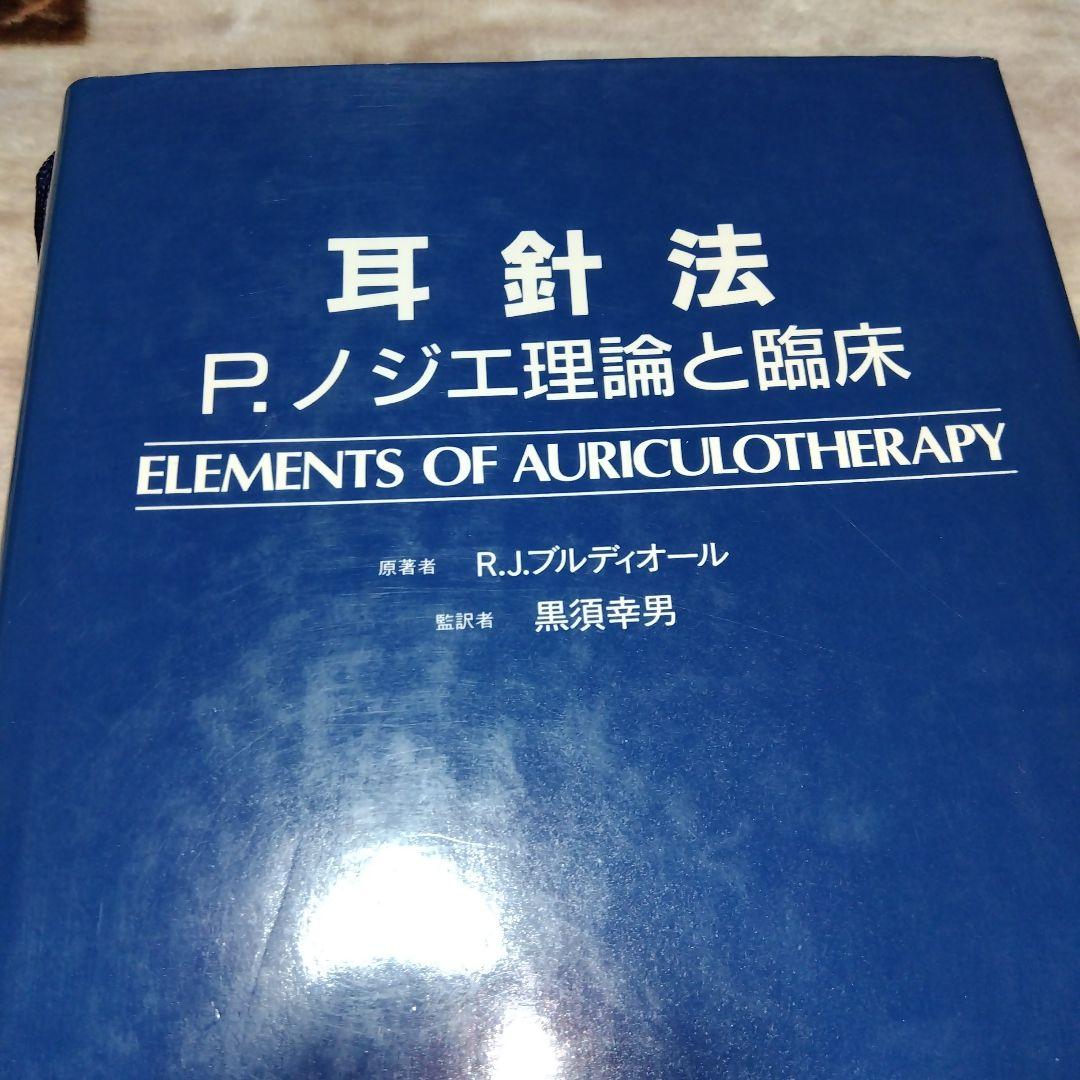 耳針法
P.ノジエ理論と臨床
ELEMENTS OF AURICULOTHERAPY
原著者 R.J.ブルディオール
監訳者 黒須幸男